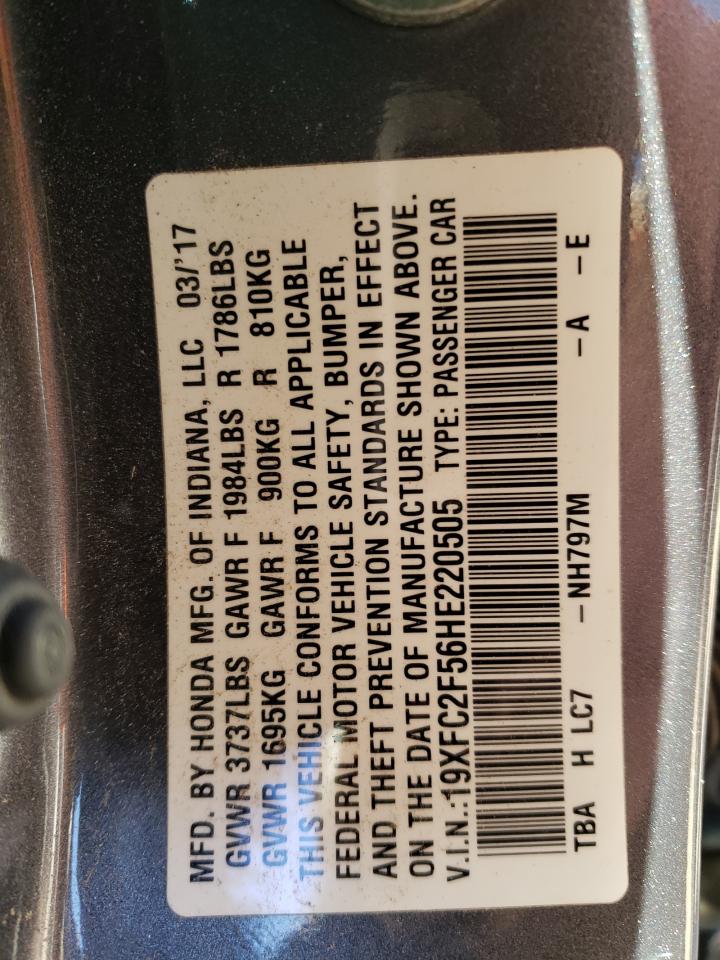 MFD. BY HONDA MFG. OF INDIANA, LLC 03/'17
GVWR 3737LBS GAWR F 1984LBS R 1786LBS
GVWR 1695KG GAWR F 900KG R 810KG
THIS VEHICLE CONFORMS TO ALL APPLICABLE
FEDERAL MOTOR VEHICLE SAFETY, BUMPER,
AND THEFT PREVENTION STANDARDS IN EFFECT
ON THE DATE OF MANUFACTURE SHOWN ABOVE.
V.I.N.:19XFC2F56HE220505 TYPE: PASSENGER CAR
TBA H LC7 -NH797M -A -E